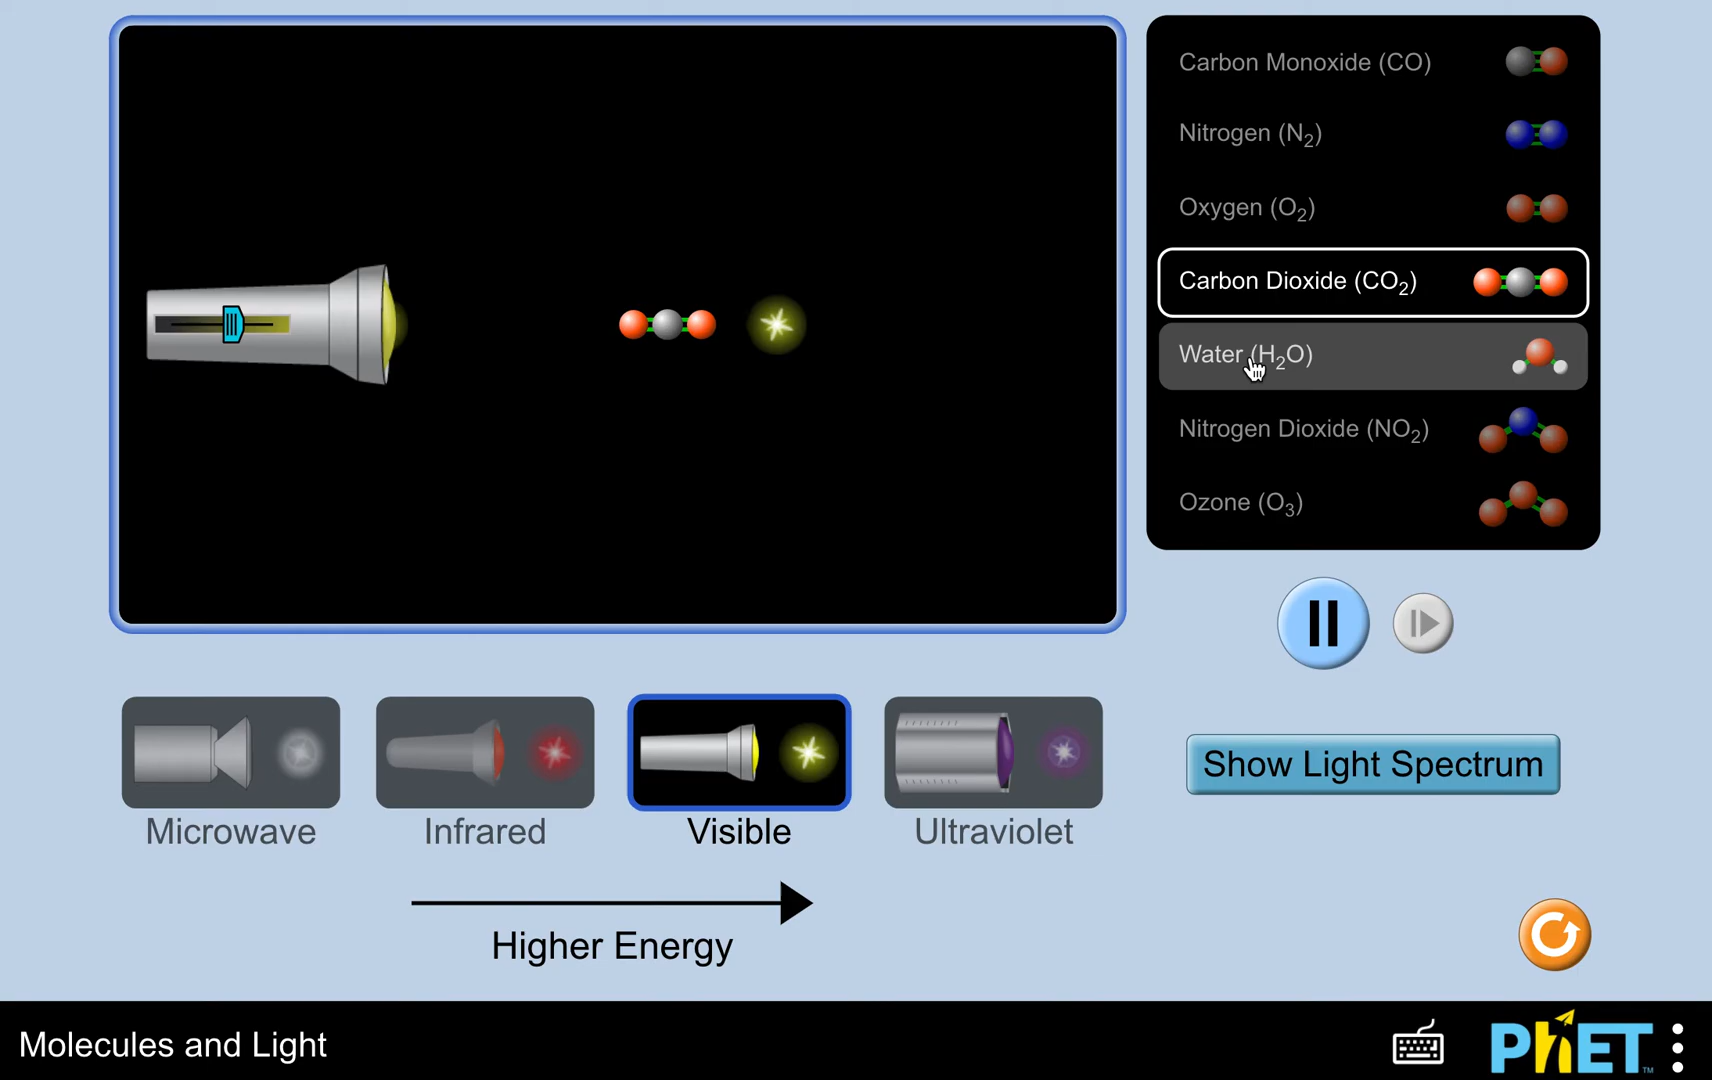 Carbon Monoxide (CO)
Nitrogen (N₂)
Oxygen (O₂)
Carbon Dioxide (CO₂)
Water (H₂O)
Nitrogen Dioxide (NO₂)
Ozone (O₃)
Show Light Spectrum
Microwave
Infrared
Visible
Ultraviolet
Higher Energy
Molecules and Light
PhET™